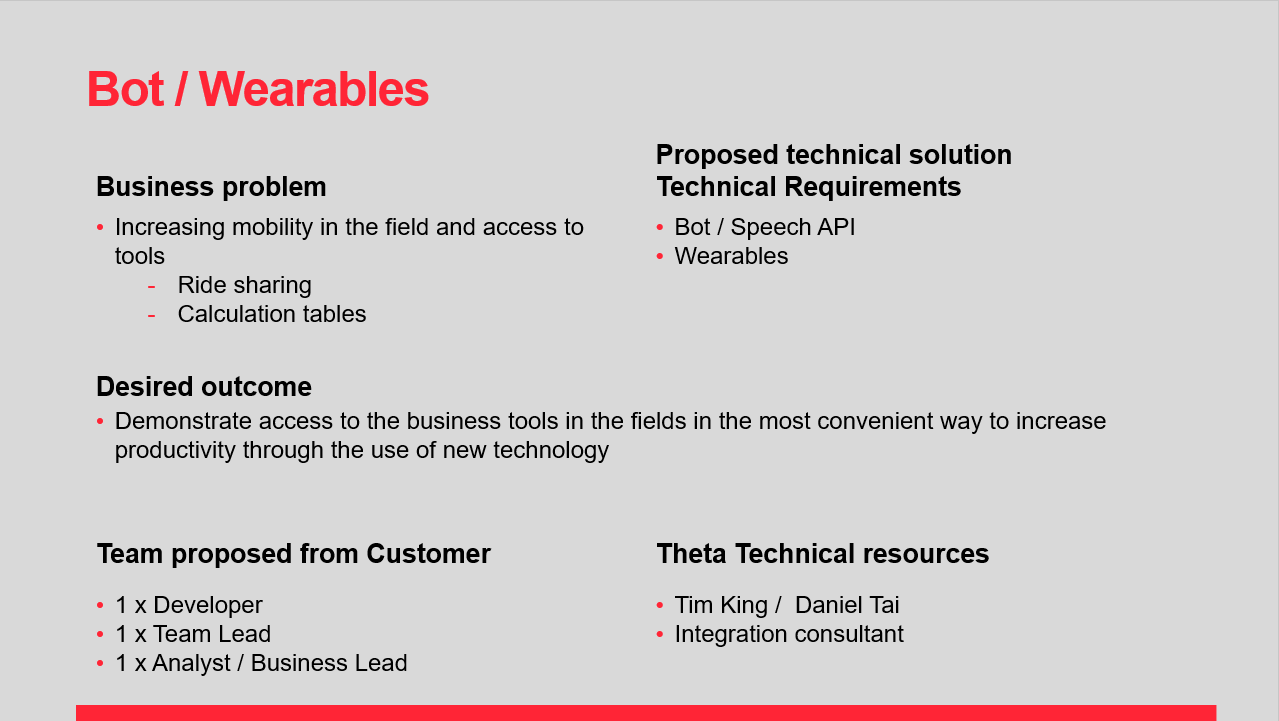 Bot / Wearables
Business problem
• Increasing mobility in the field and access to
tools
- Ride sharing
- Calculation tables
Proposed technical solution
Technical Requirements
• Bot / Speech API
• Wearables
Desired outcome
• Demonstrate access to the business tools in the fields in the most convenient way to increase
productivity through the use of new technology
Team proposed from Customer
• 1 x Developer
• 1 x Team Lead
• 1 x Analyst / Business Lead
Theta Technical resources
• Tim King /  Daniel Tai
• Integration consultant